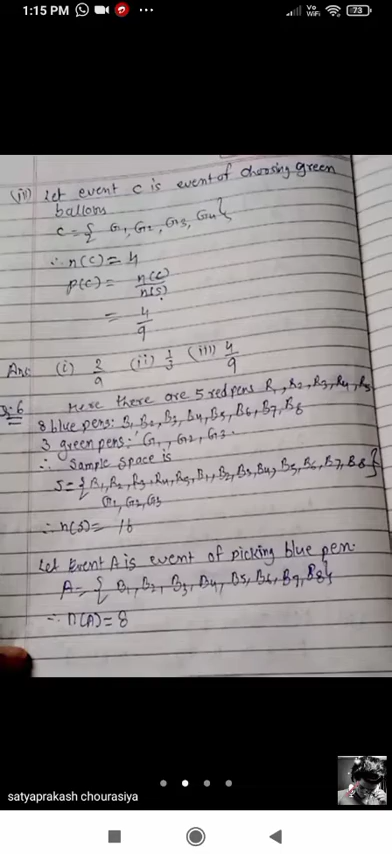 1:15 PM
Vo
WiFi
73
(iii) Let event C is event of choosing green
balloons
C = { G1, G2, G3, G4}
∴ n(C) = 4
P(C) = n(C)/n(S)
= 4/9
Ans (i) 2/9 (ii) 1/3 (iii) 4/9
Here there are 5 red pens R1, R2, R3, R4, R5
8 blue pens: B1, B2, B3, B4, B5, B6, B7, B8
3 green pens: G1, G2, G3.
∴ Sample space is
S = { R1, R2, R3, R4, R5, B1, B2, B3, B4, B5, B6, B7, B8 }
G1, G2, G3
∴ n(S) = 16
Let Event A is event of picking blue pen.
A = { B1, B2, B3, B4, B5, B6, B7, B8}
∴ n(A) = 8
satyaprakash chourasiya